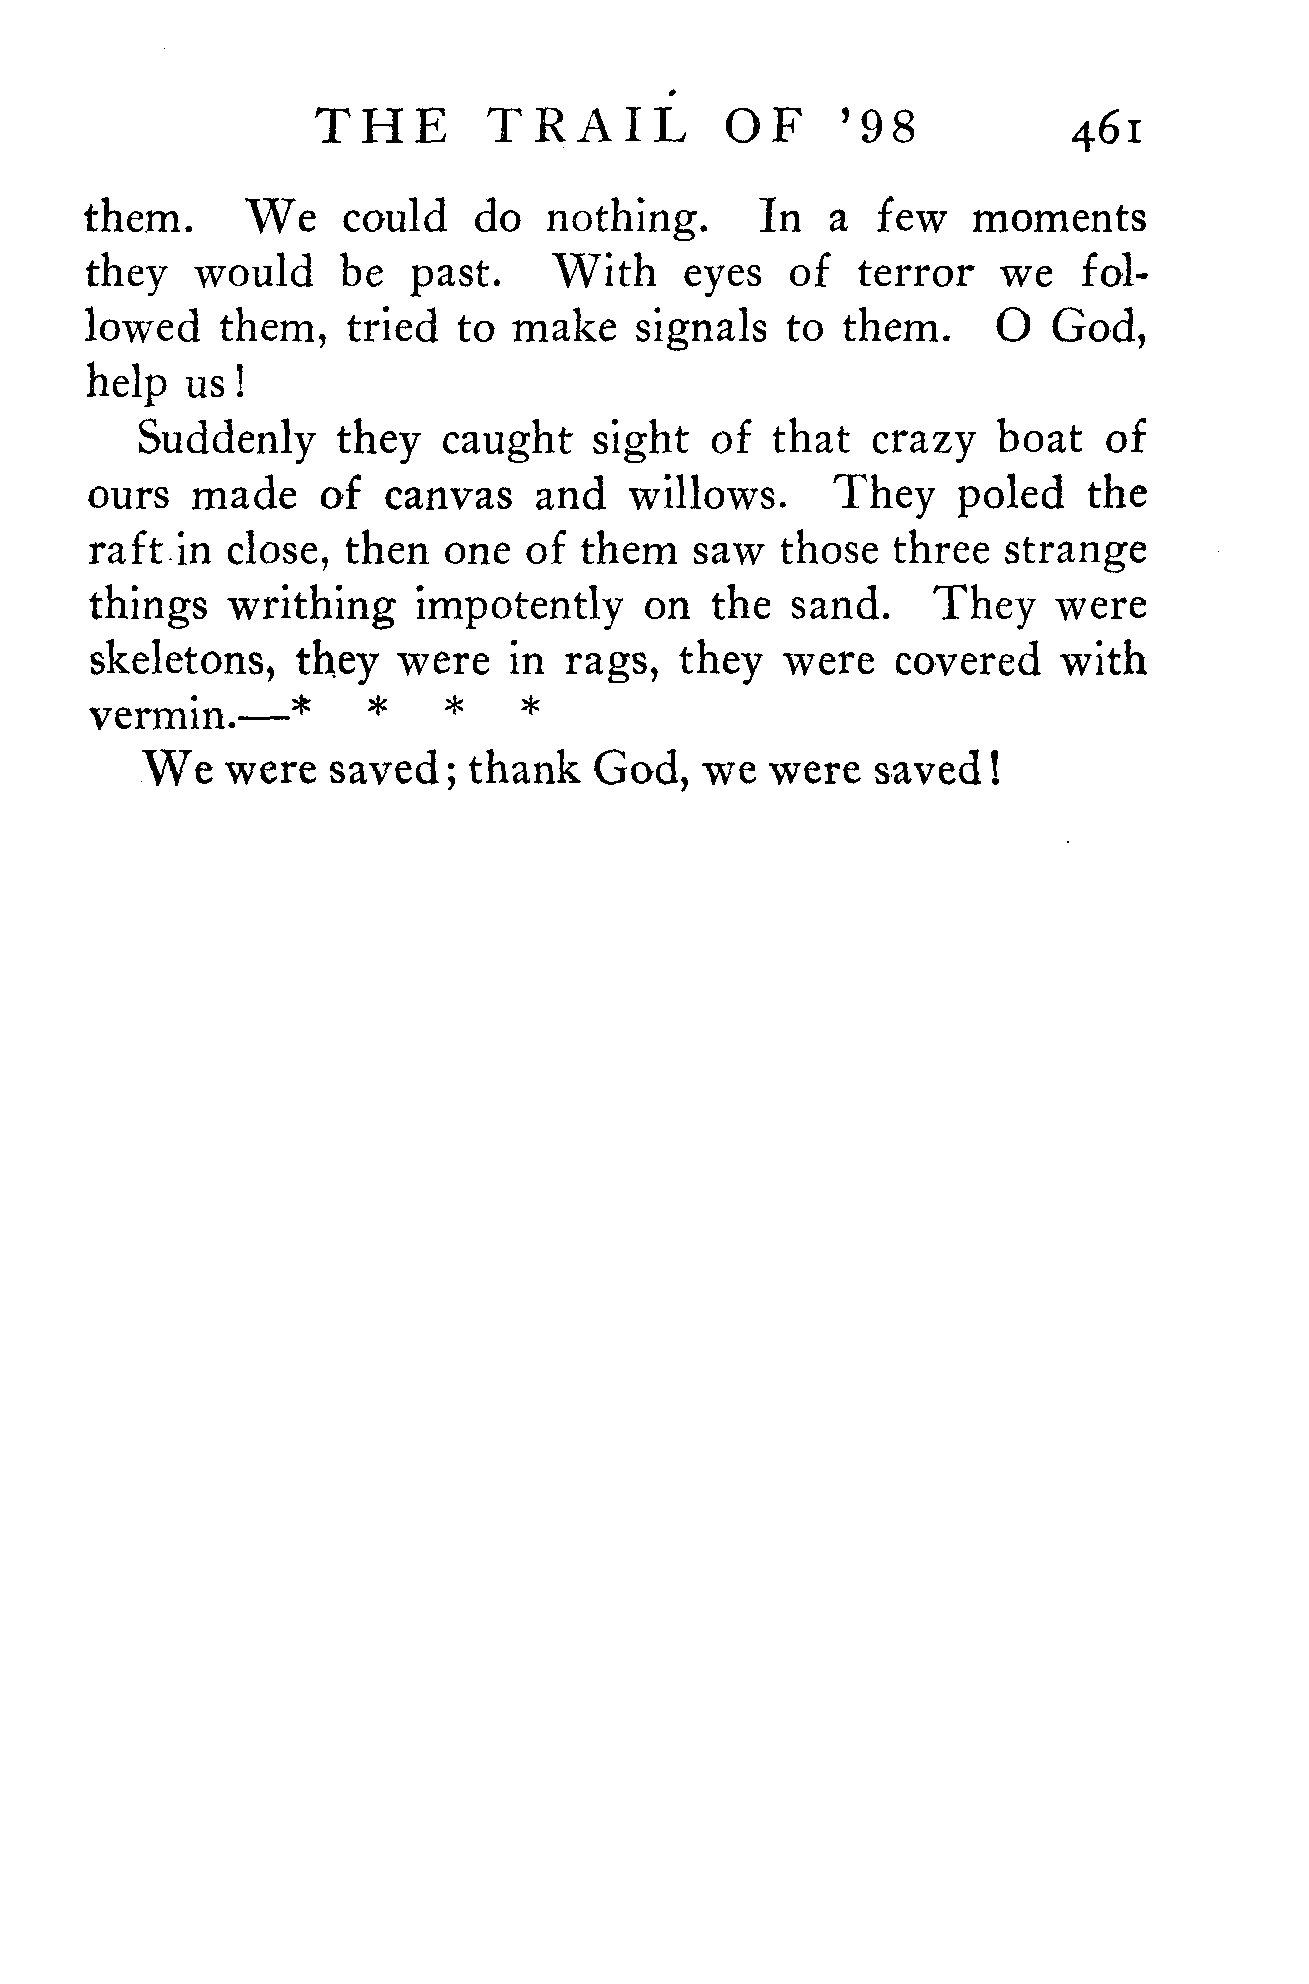 THE TRAIL OF '98 461
them. We could do nothing. In a few moments
they would be past. With eyes of terror we fol-
lowed them, tried to make signals to them. O God,
help us!
Suddenly they caught sight of that crazy boat of
ours made of canvas and willows. They poled the
raft in close, then one of them saw those three strange
things writhing impotently on the sand. They were
skeletons, they were in rags, they were covered with
vermin.—* * * *
We were saved; thank God, we were saved!